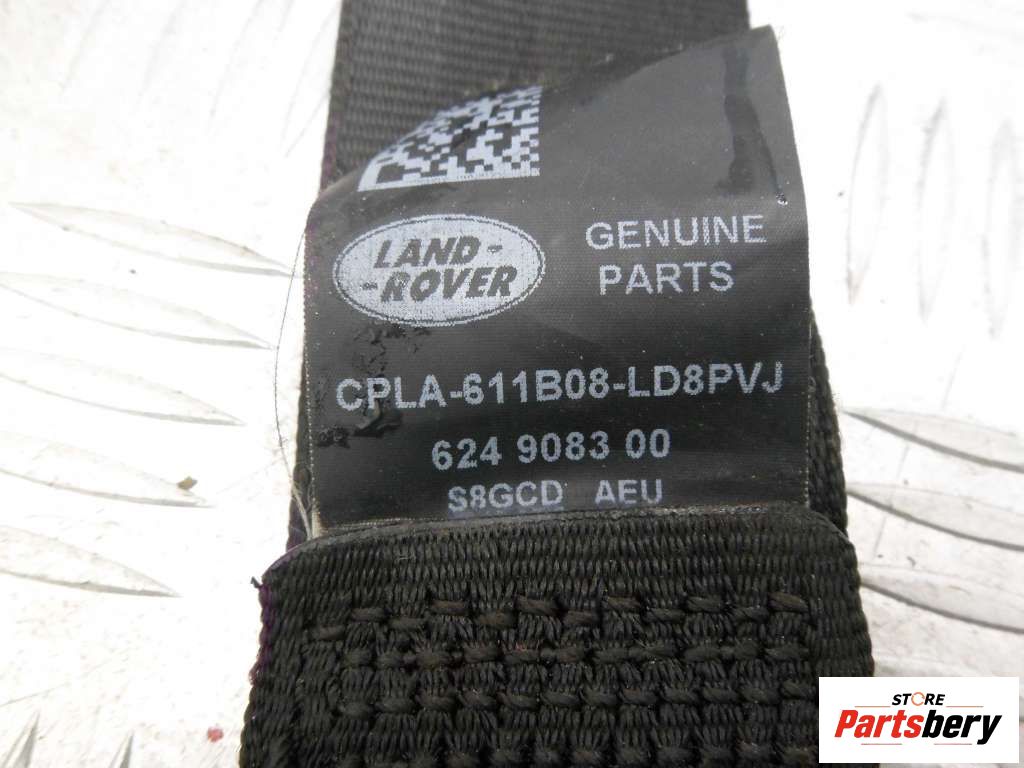 LAND-
-ROVER
GENUINE
PARTS
CPLA-611B08-LD8PVJ
624 9083 00
S8GCD AEU
STORE
Partsbery